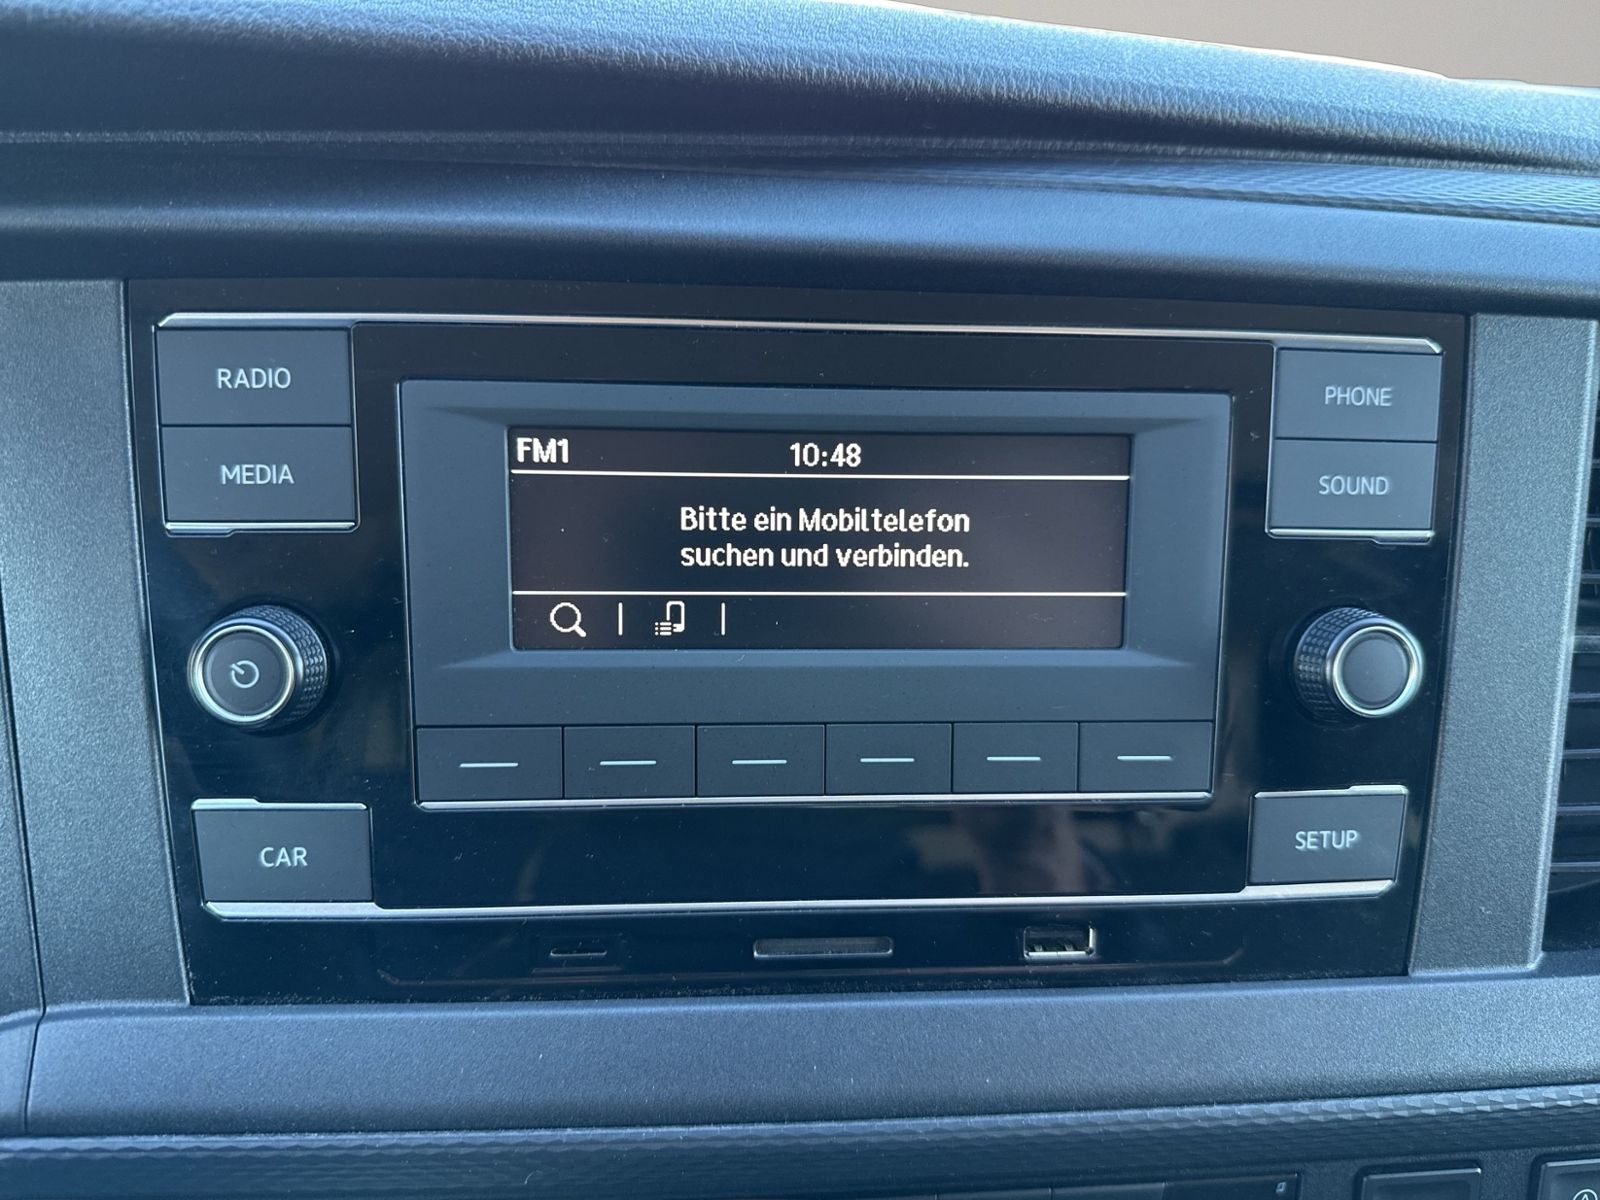 RADIO
MEDIA
FM1 10:48
Bitte ein Mobiltelefon
suchen und verbinden.
PHONE
SOUND
CAR
SETUP